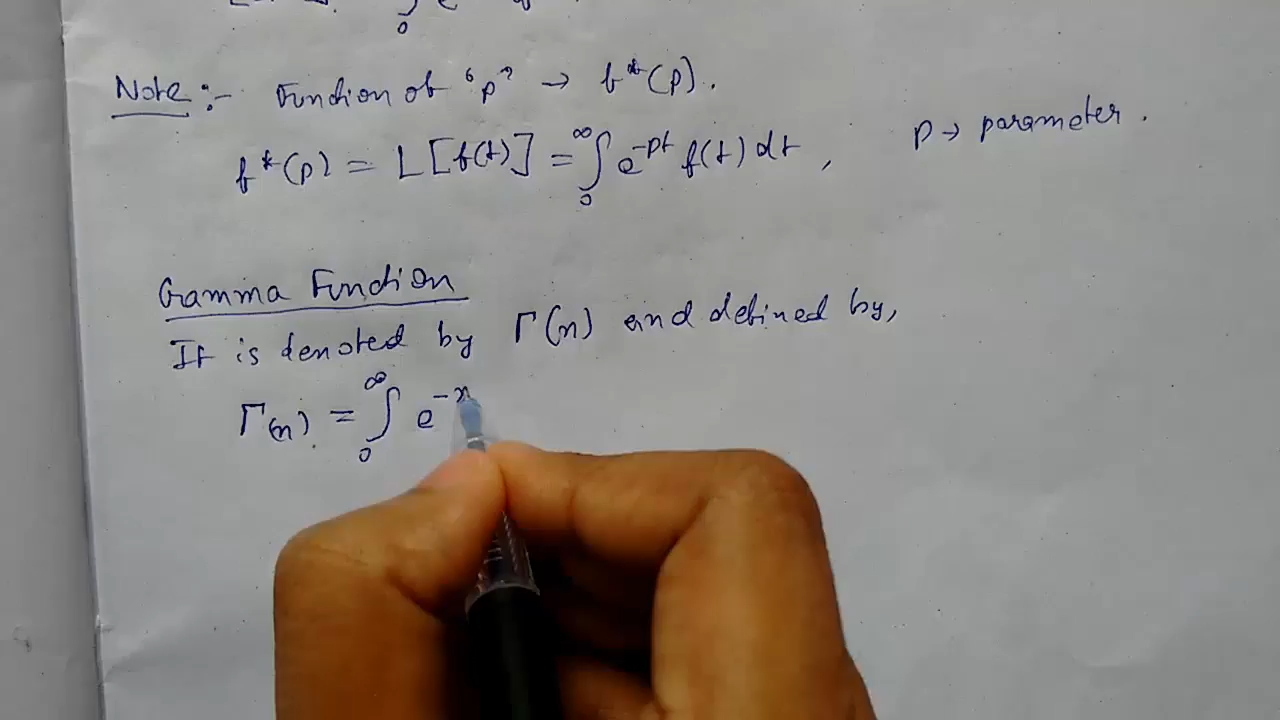 Note :- Function of 'p' → f*(p).
f*(p) = L[f(t)] = ∫₀^∞ e^-pt f(t) dt , p → parameter .
Gamma Function
It is denoted by Γ(n) and defined by,
Γ(n) = ∫₀^∞ e^-x